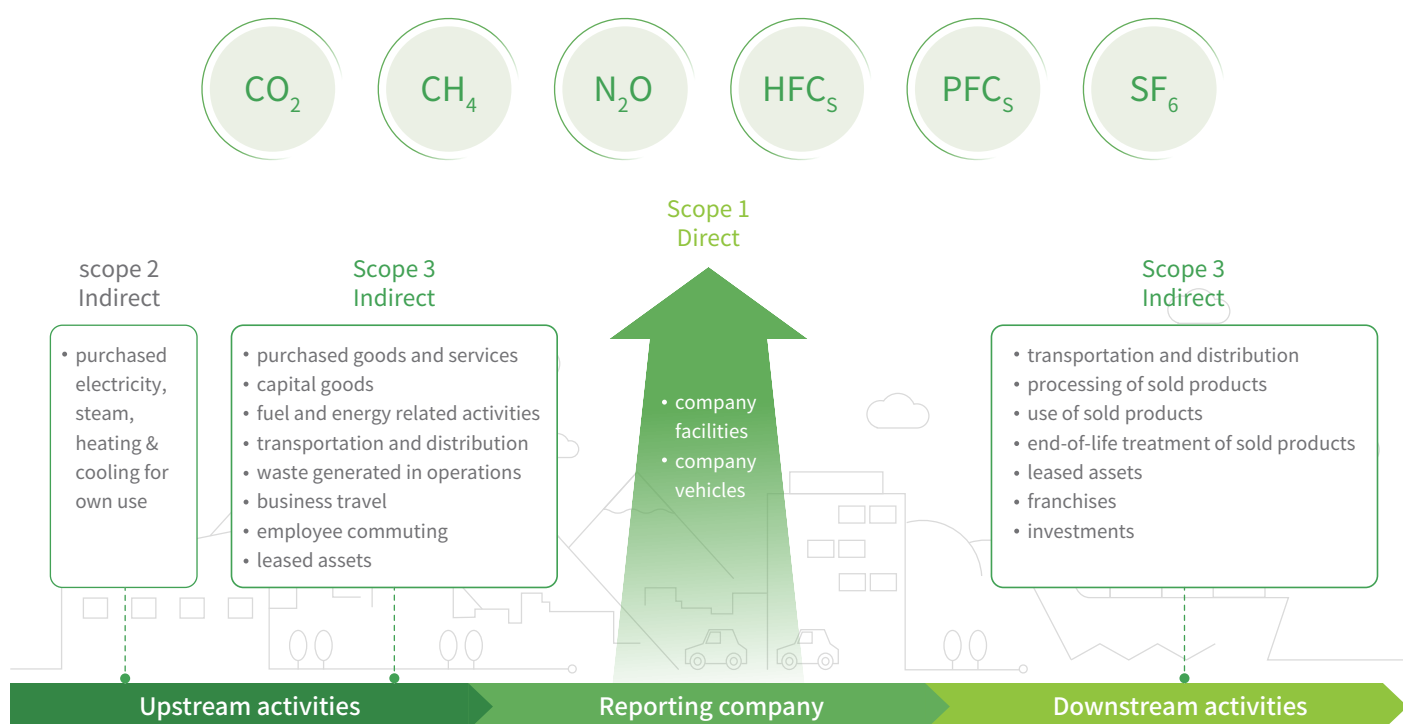 CO₂
CH₄
N₂O
HFCₛ
PFCₛ
SF₆
Scope 1
Direct
scope 2
Indirect
• purchased
electricity,
steam,
heating &
cooling for
own use
Scope 3
Indirect
• purchased goods and services
• capital goods
• fuel and energy related activities
• transportation and distribution
• waste generated in operations
• business travel
• employee commuting
• leased assets
• company
facilities
• company
vehicles
Scope 3
Indirect
• transportation and distribution
• processing of sold products
• use of sold products
• end-of-life treatment of sold products
• leased assets
• franchises
• investments
Upstream activities
Reporting company
Downstream activities